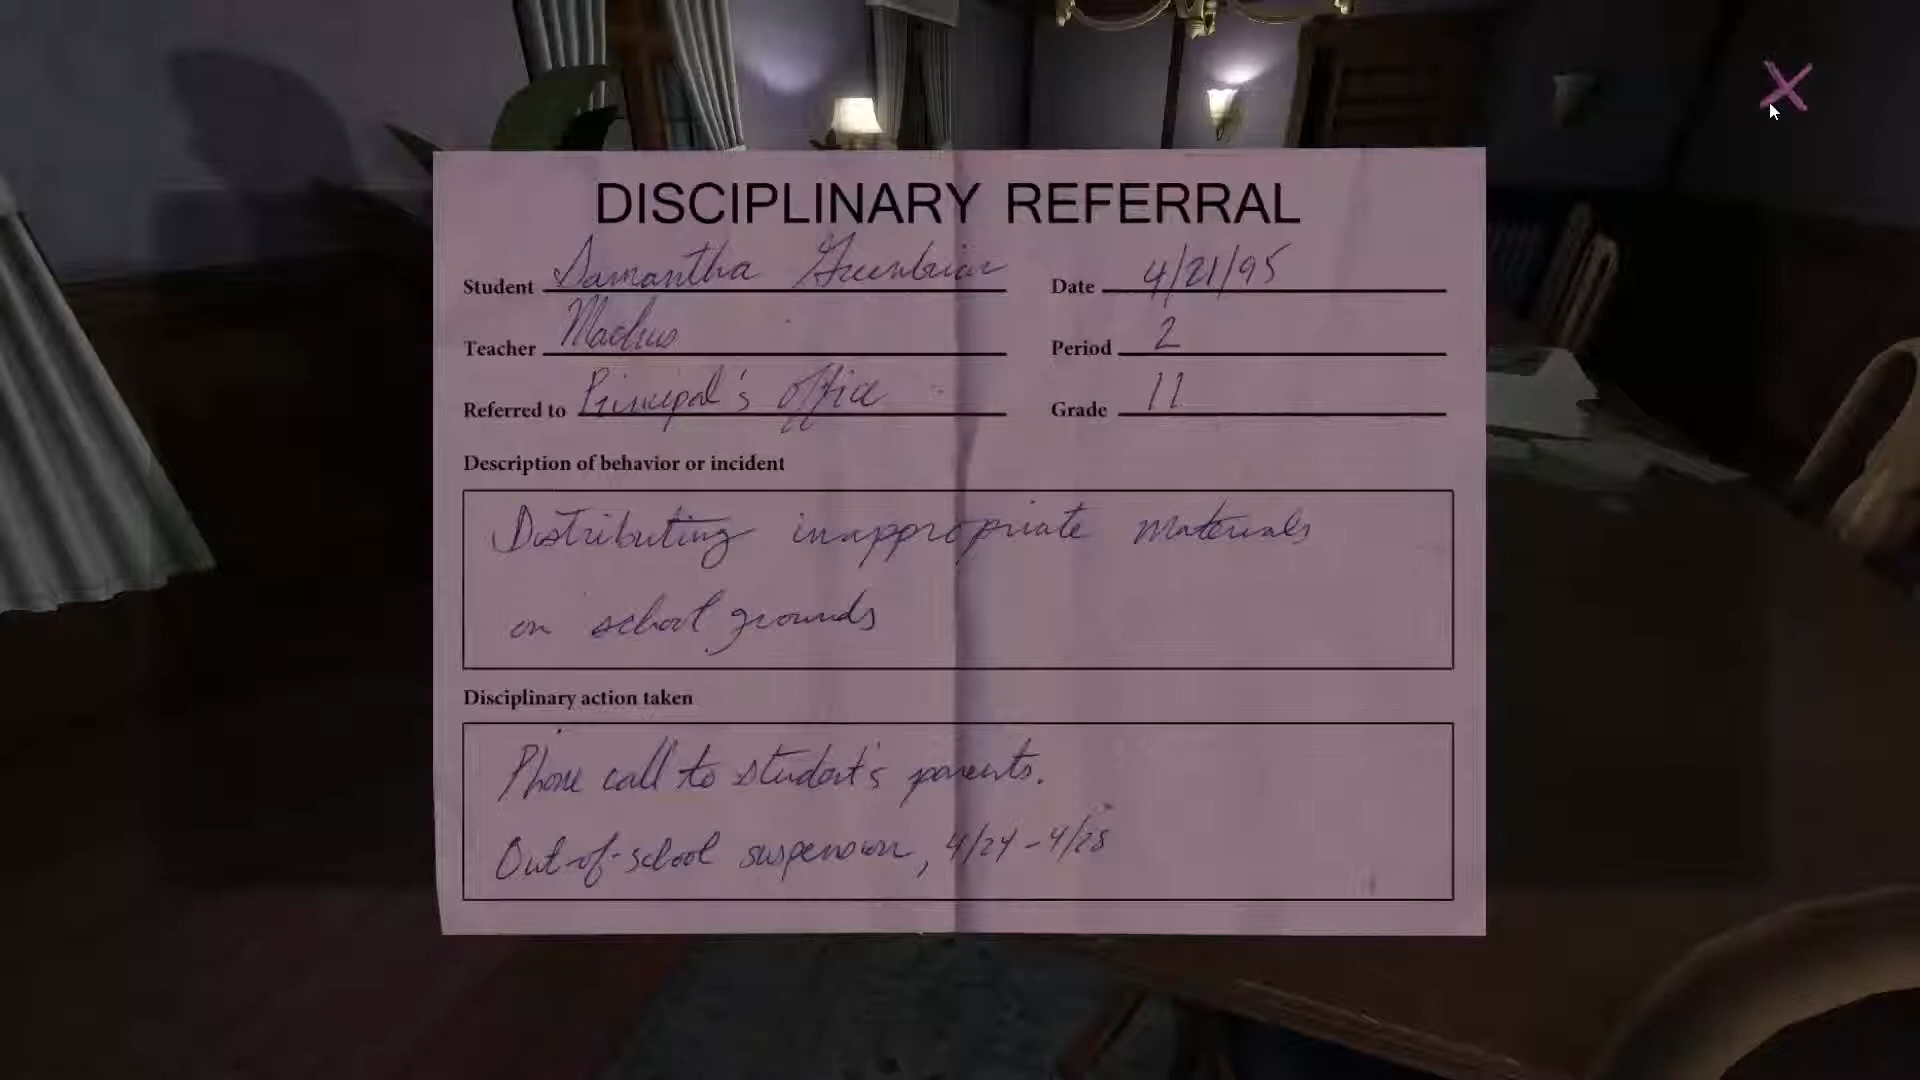 DISCIPLINARY REFERRAL
Student Samantha Greenbriar Date 4/21/95
Teacher Period 2
Referred to Principal's office Grade 11
Description of behavior or incident
Distributing inappropriate materials
on school grounds
Disciplinary action taken
Phone call to student's parents.
Out-of-school suspension, 4/24-4/28